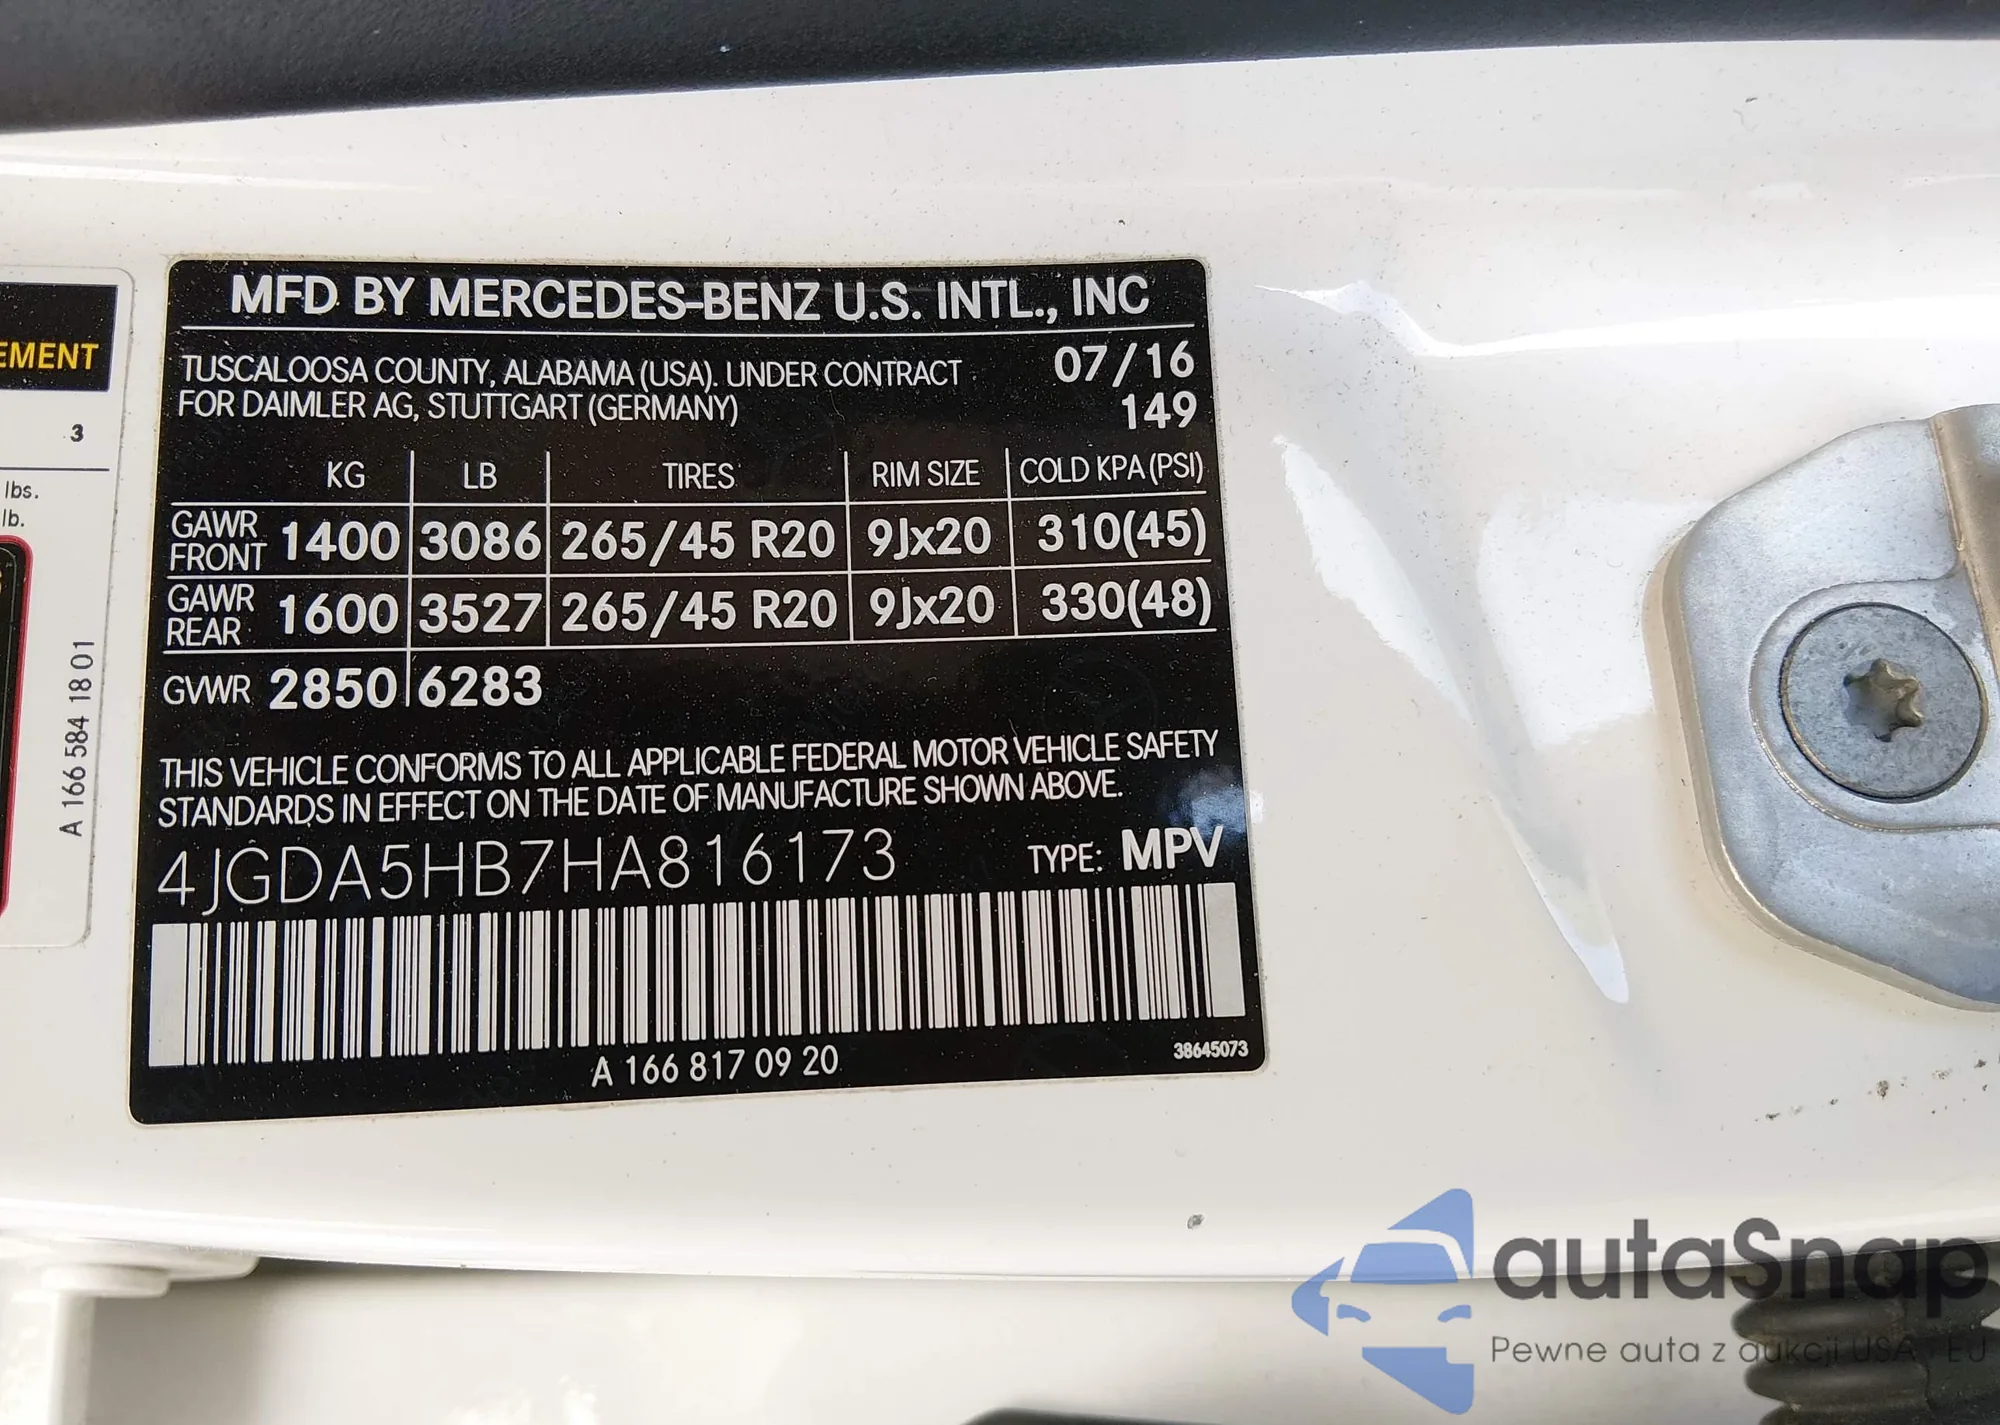 EMENT
3
lbs.
lb.
A 166 584 18 01
MFD BY MERCEDES-BENZ U.S. INTL., INC
TUSCALOOSA COUNTY, ALABAMA (USA). UNDER CONTRACT 07/16
FOR DAIMLER AG, STUTTGART (GERMANY) 149
KG LB TIRES RIM SIZE COLD KPA (PSI)
GAWR FRONT 1400 3086 265/45 R20 9Jx20 310(45)
GAWR REAR 1600 3527 265/45 R20 9Jx20 330(48)
GVWR 2850 6283
THIS VEHICLE CONFORMS TO ALL APPLICABLE FEDERAL MOTOR VEHICLE SAFETY
STANDARDS IN EFFECT ON THE DATE OF MANUFACTURE SHOWN ABOVE.
4JGDA5HB7HA816173 TYPE: MPV
A 166 817 09 20 38645073
autaSnap
Pewne auta z aukcji USA i EU